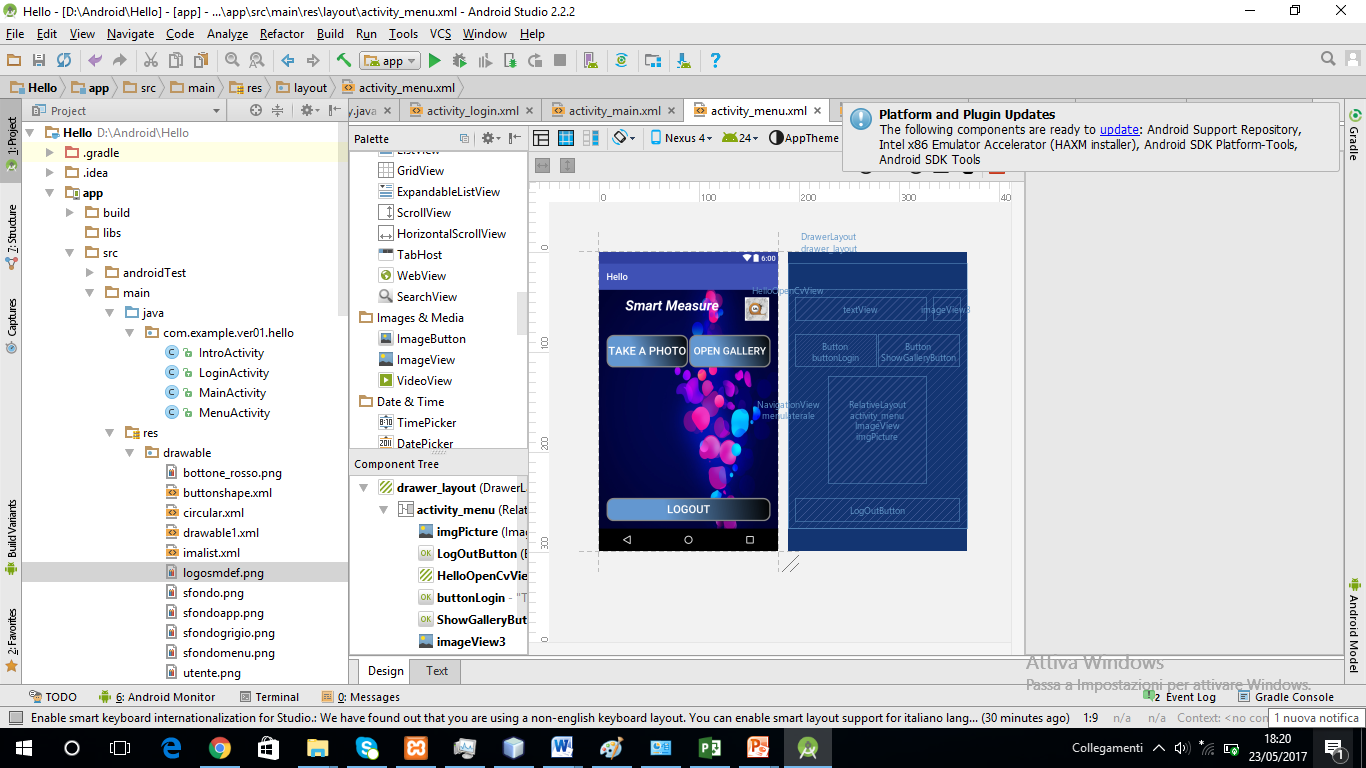 Hello - [D:\Android\Hello] - [app] - ...\app\src\main\res\layout\activity_menu.xml - Android Studio 2.2.2
File Edit View Navigate Code Analyze Refactor Build Run Tools VCS Window Help
app
Hello app src main res layout activity_menu.xml
Project
y.java activity_login.xml activity_main.xml activity_menu.xml
Platform and Plugin Updates
The following components are ready to update: Android Support Repository,
Intel x86 Emulator Accelerator (HAXM installer), Android SDK Platform-Tools,
Android SDK Tools
1: Project
7: Structure
Captures
Build Variants
2: Favorites
Hello D:\Android\Hello
.gradle
.idea
app
build
libs
src
androidTest
main
java
com.example.ver01.hello
IntroActivity
LoginActivity
MainActivity
MenuActivity
res
drawable
bottone_rosso.png
buttonshape.xml
circular.xml
drawable1.xml
imalist.xml
logosmdef.png
sfondo.png
sfondoapp.png
sfondogrigio.png
sfondomenu.png
utente.png
Palette
ListView
GridView
ExpandableListView
ScrollView
HorizontalScrollView
TabHost
WebView
SearchView
Images & Media
ImageButton
ImageView
VideoView
Date & Time
TimePicker
DatePicker
Component Tree
drawer_layout (DrawerL
activity_menu (Relat
imgPicture (Ima
LogOutButton (B
HelloOpenCvVie
buttonLogin - "T
ShowGalleryBut
imageView3
Nexus 4 24 AppTheme
0 100 200 300 400
0
100
200
300
0
6:00
Hello
Smart Measure
TAKE A PHOTO OPEN GALLERY
LOGOUT
DrawerLayout
drawer_layout
HelloOpenCvView
textView imageView3
Button
buttonLogin
Button
ShowGalleryButton
NavigationView
menulaterale
RelativeLayout
activity_menu
ImageView
imgPicture
LogOutButton
Gradle
Android Model
Design Text
Attiva Windows
Passa a Impostazioni per attivare Windows.
TODO 6: Android Monitor Terminal 0: Messages 2 Event Log Gradle Console
Enable smart keyboard internationalization for Studio.: We have found out that you are using a non-english keyboard layout. You can enable smart layout support for italiano lang... (30 minutes ago) 1:9 n/a n/a Context: <no con
1 nuova notifica
Collegamenti 18:20
23/05/2017
1